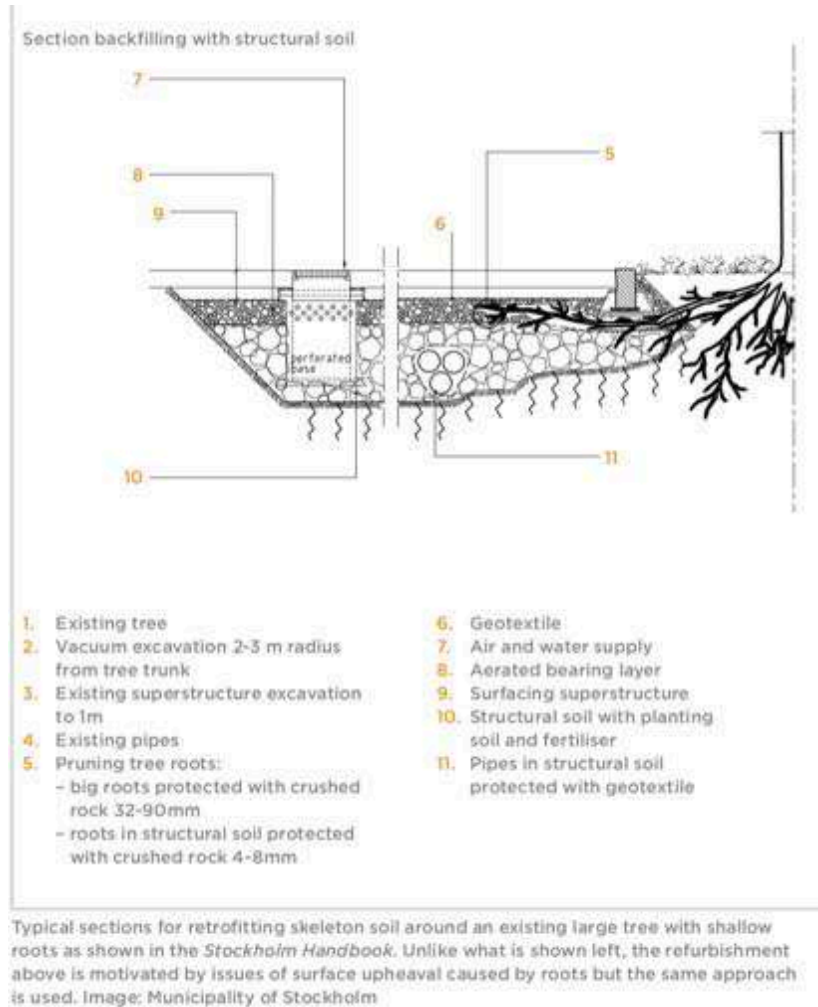 Section backfilling with structural soil
7
5
8
9
6
perforated
base
10
11
1. Existing tree
2. Vacuum excavation 2-3 m radius
from tree trunk
3. Existing superstructure excavation
to 1m
4. Existing pipes
5. Pruning tree roots:
– big roots protected with crushed
rock 32-90mm
– roots in structural soil protected
with crushed rock 4-8mm
6. Geotextile
7. Air and water supply
8. Aerated bearing layer
9. Surfacing superstructure
10. Structural soil with planting
soil and fertiliser
11. Pipes in structural soil
protected with geotextile
Typical sections for retrofitting skeleton soil around an existing large tree with shallow
roots as shown in the Stockholm Handbook. Unlike what is shown left, the refurbishment
above is motivated by issues of surface upheaval caused by roots but the same approach
is used. Image: Municipality of Stockholm